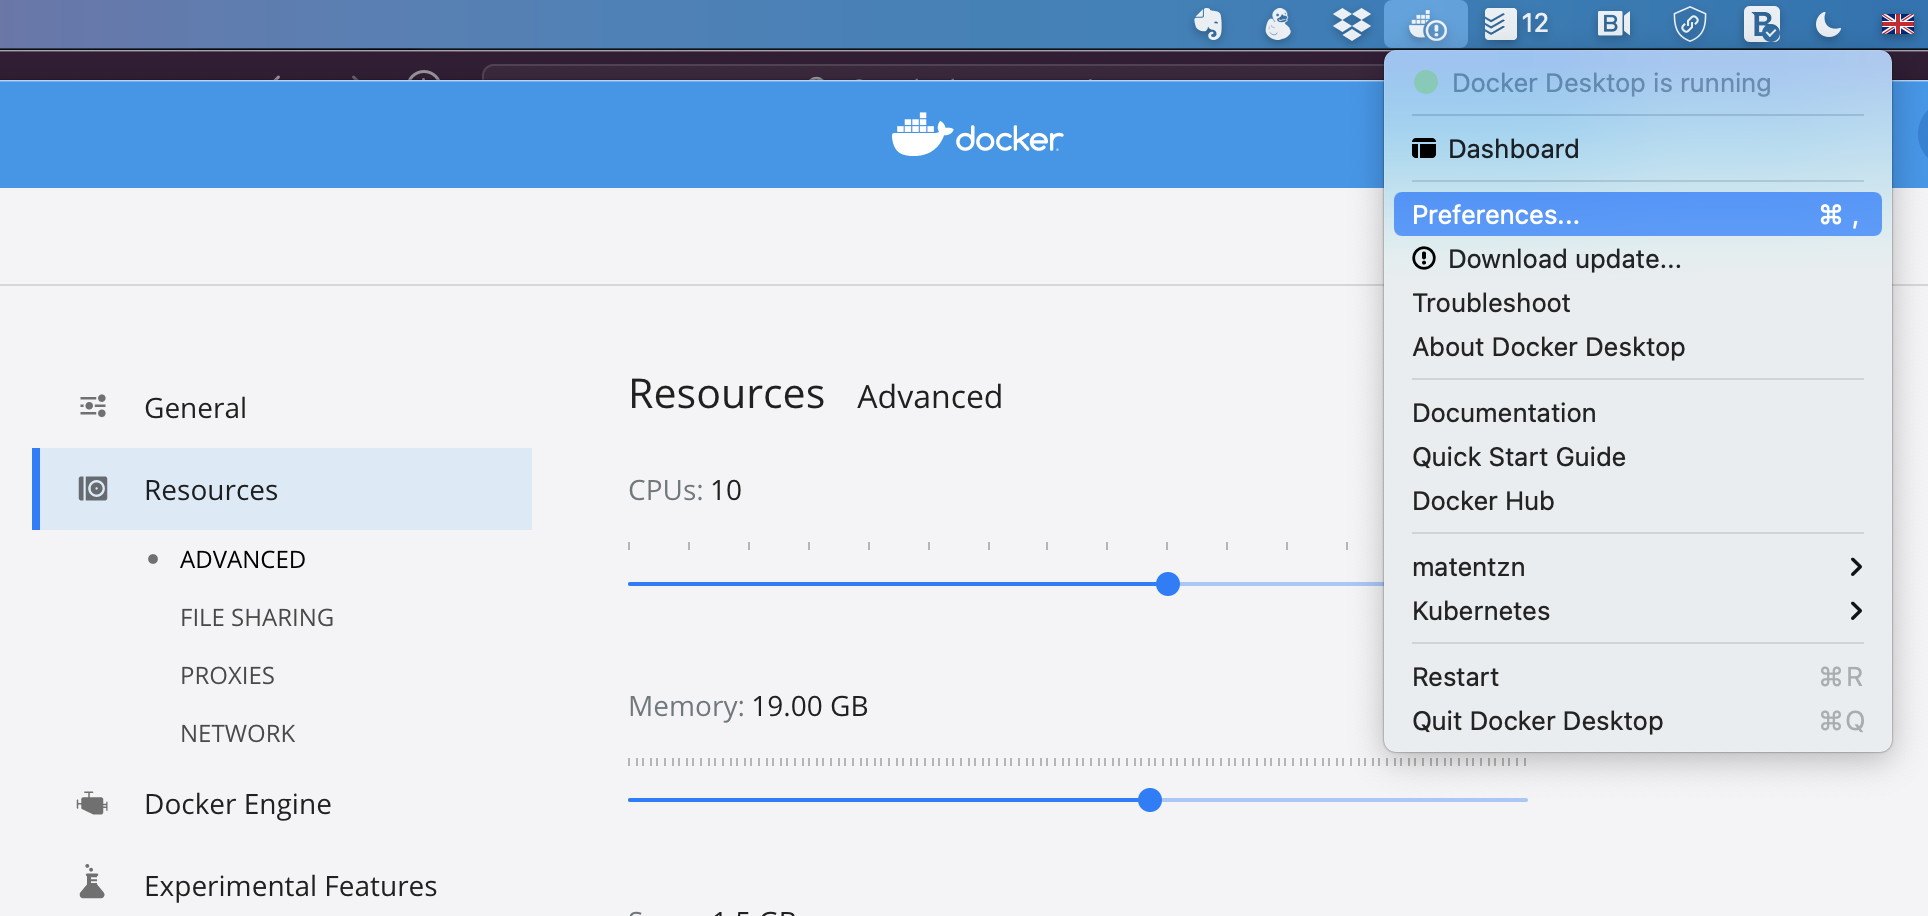 12
B
B
docker
Docker Desktop is running
Dashboard
Preferences... ⌘ ,
Download update...
Troubleshoot
About Docker Desktop
Documentation
Quick Start Guide
Docker Hub
matentzn
Kubernetes
Restart ⌘R
Quit Docker Desktop ⌘Q
General
Resources
ADVANCED
FILE SHARING
PROXIES
NETWORK
Docker Engine
Experimental Features
Resources Advanced
CPUs: 10
Memory: 19.00 GB